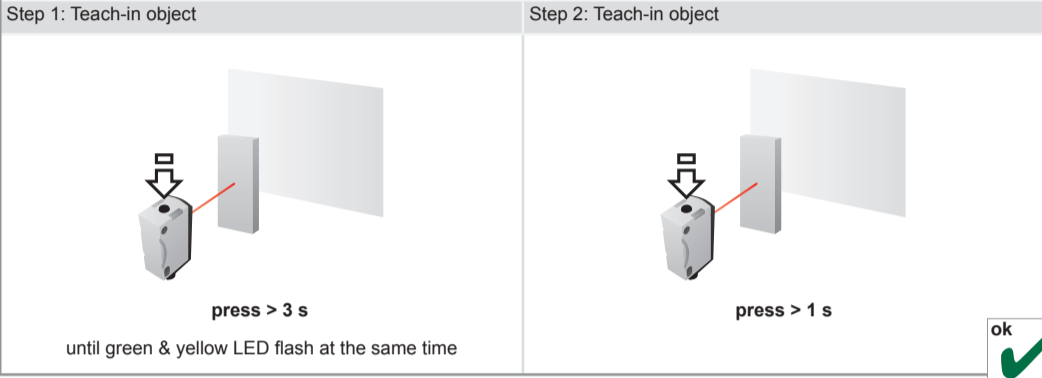 Step 1: Teach-in object
Step 2: Teach-in object
press > 3 s
until green & yellow LED flash at the same time
press > 1 s
ok